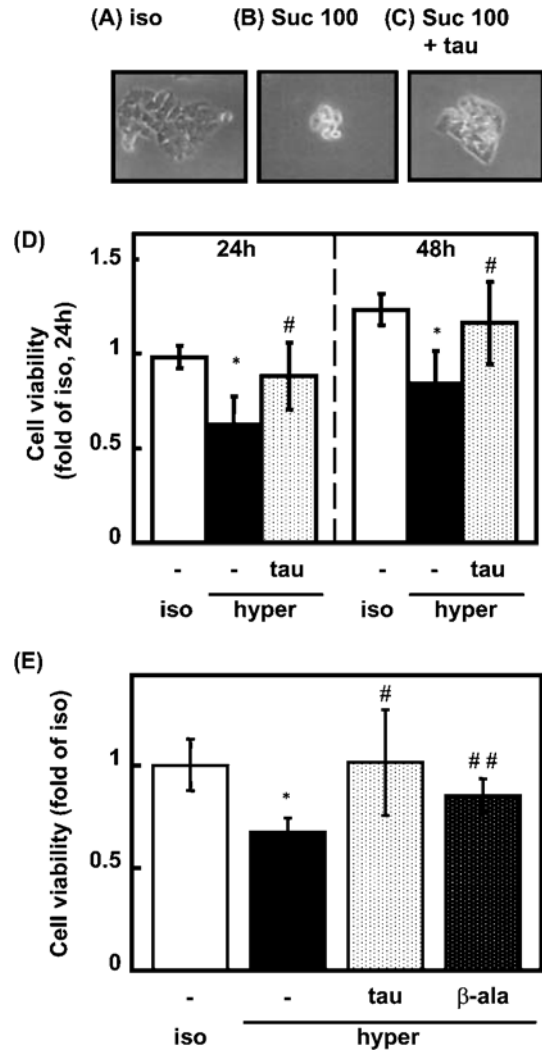 (A) iso (B) Suc 100 (C) Suc 100
+ tau
(D)
24h 48h
Cell viability
(fold of iso, 24h)
1.5
1
0.5
0
* # * #
- - tau - - tau
iso hyper iso hyper
(E)
Cell viability (fold of iso)
1
0.5
0
* # ##
- - tau β-ala
iso hyper